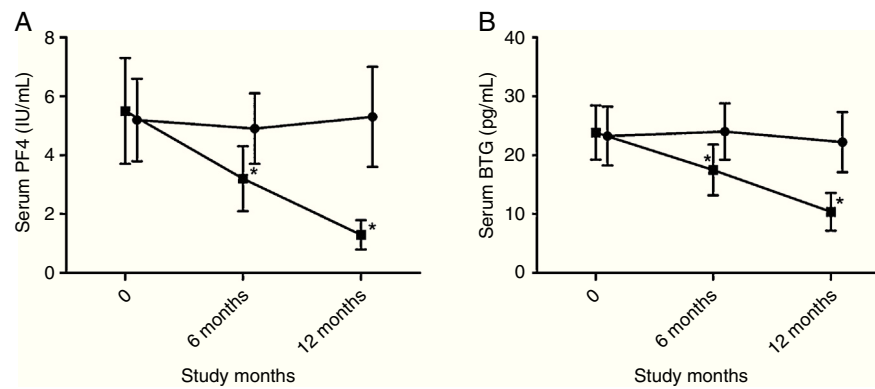 A
Serum PF4 (IU/mL)
8
6
4
2
0
*
*
0
6 months
12 months
Study months
B
Serum BTG (pg/mL)
40
30
20
10
0
*
*
0
6 months
12 months
Study months